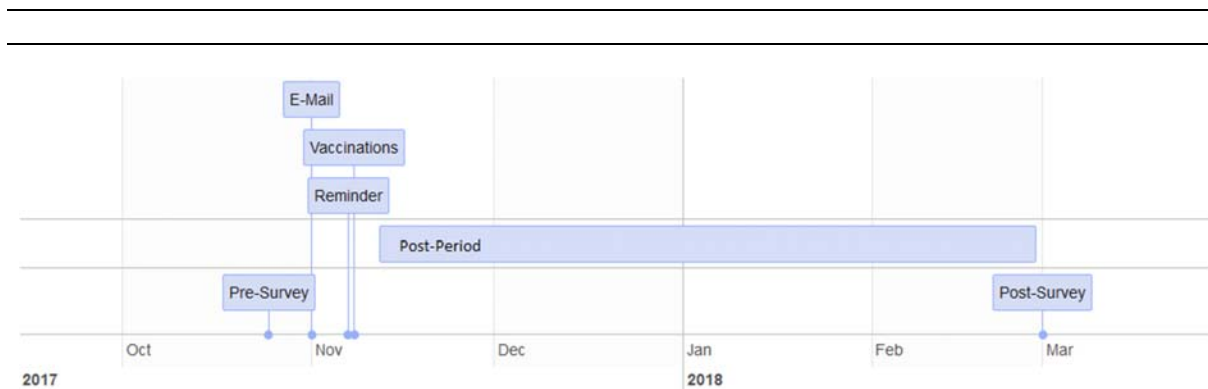 E-Mail
Vaccinations
Reminder
Post-Period
Pre-Survey
Post-Survey
Oct
Nov
Dec
Jan
Feb
Mar
2017
2018